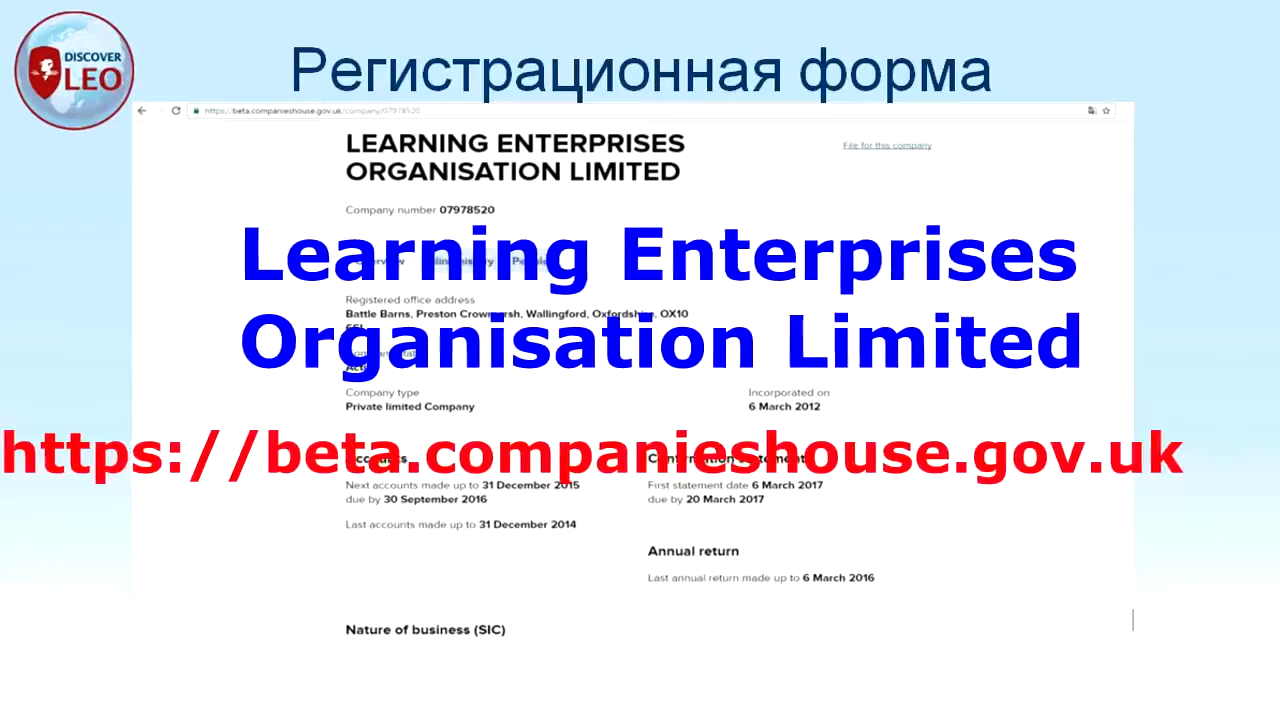 DISCOVER
LEO
Регистрационная форма
https://beta.companieshouse.gov.uk/company/07978520
LEARNING ENTERPRISES
ORGANISATION LIMITED
File for this company
Company number 07978520
Learning Enterprises
Registered office address
Battle Barns, Preston Crowmarsh, Wallingford, Oxfordshire, OX10
Organisation Limited
Company type
Private limited Company
Incorporated on
6 March 2012
https://beta.companieshouse.gov.uk
Accounts
Next accounts made up to 31 December 2015
due by 30 September 2016
Last accounts made up to 31 December 2014
Confirmation statement
First statement date 6 March 2017
due by 20 March 2017
Annual return
Last annual return made up to 6 March 2016
Nature of business (SIC)